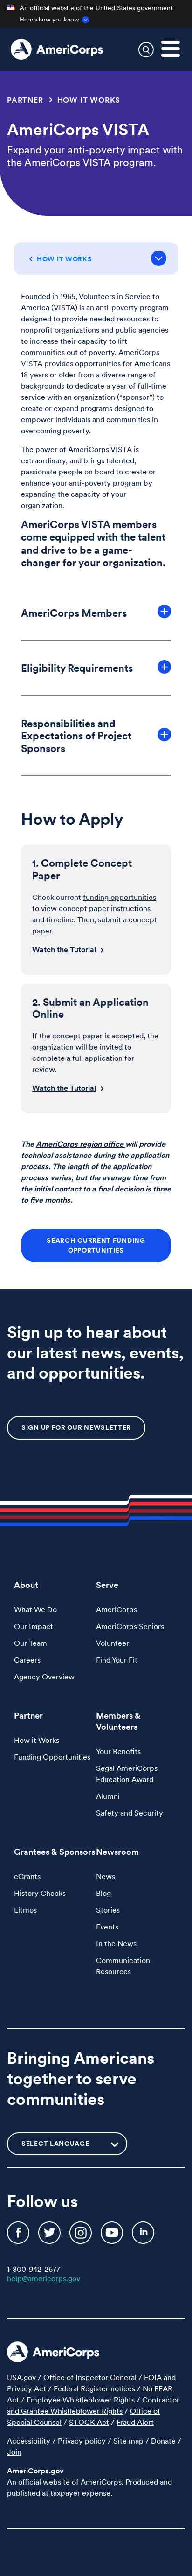 An official website of the United States government
Here's how you know
AmeriCorps
PARTNER > HOW IT WORKS
AmeriCorps VISTA
Expand your anti-poverty impact with
the AmeriCorps VISTA program.
HOW IT WORKS
Founded in 1965, Volunteers in Service to
America (VISTA) is an anti-poverty program
designed to provide needed resources to
nonprofit organizations and public agencies
to increase their capacity to lift
communities out of poverty. AmeriCorps
VISTA provides opportunities for Americans
18 years or older from a diverse range of
backgrounds to dedicate a year of full-time
service with an organization (“sponsor”) to
create or expand programs designed to
empower individuals and communities in
overcoming poverty.
The power of AmeriCorps VISTA is
extraordinary, and brings talented,
passionate people on board to create or
enhance your anti-poverty program by
expanding the capacity of your
organization.
AmeriCorps VISTA members
come equipped with the talent
and drive to be a game-
changer for your organization.
AmeriCorps Members
Eligibility Requirements
Responsibilities and
Expectations of Project
Sponsors
How to Apply
1. Complete Concept
Paper
Check current funding opportunities
to view concept paper instructions
and timeline. Then, submit a concept
paper.
Watch the Tutorial
2. Submit an Application
Online
If the concept paper is accepted, the
organization will be invited to
complete a full application for
review.
Watch the Tutorial
The AmeriCorps region office will provide
technical assistance during the application
process. The length of the application
process varies, but the average time from
the initial contact to a final decision is three
to five months.
SEARCH CURRENT FUNDING
OPPORTUNITIES
Sign up to hear about
our latest news, events,
and opportunities.
SIGN UP FOR OUR NEWSLETTER
About
What We Do
Our Impact
Our Team
Careers
Agency Overview
Serve
AmeriCorps
AmeriCorps Seniors
Volunteer
Find Your Fit
Partner
How it Works
Funding Opportunities
Members &
Volunteers
Your Benefits
Segal AmeriCorps
Education Award
Alumni
Safety and Security
Grantees & Sponsors
eGrants
History Checks
Litmos
Newsroom
News
Blog
Stories
Events
In the News
Communication
Resources
Bringing Americans
together to serve
communities
SELECT LANGUAGE
Follow us
1-800-942-2677
help@americorps.gov
AmeriCorps
USA.gov / Office of Inspector General / FOIA and
Privacy Act / Federal Register notices / No FEAR
Act / Employee Whistleblower Rights / Contractor
and Grantee Whistleblower Rights / Office of
Special Counsel / STOCK Act / Fraud Alert
Accessibility / Privacy policy / Site map / Donate /
Join
AmeriCorps.gov
An official website of AmeriCorps. Produced and
published at taxpayer expense.